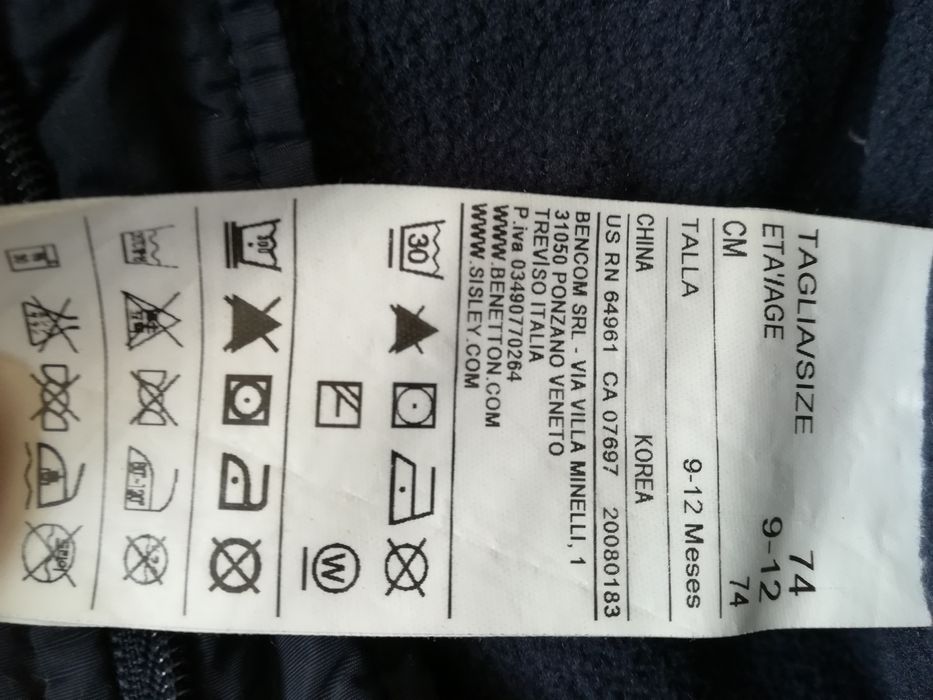 TAGLIA/SIZE 74
ETA'/AGE 9-12
CM 74
TALLA 9-12 Meses
CHINA KOREA
US RN 64961 CA 07697 20080183
BENCOM SRL - VIA VILLA MINELLI, 1
31050 PONZANO VENETO
TREVISO ITALIA
P.iva 03490770264
WWW.BENETTON.COM
WWW.SISLEY.COM
30
W